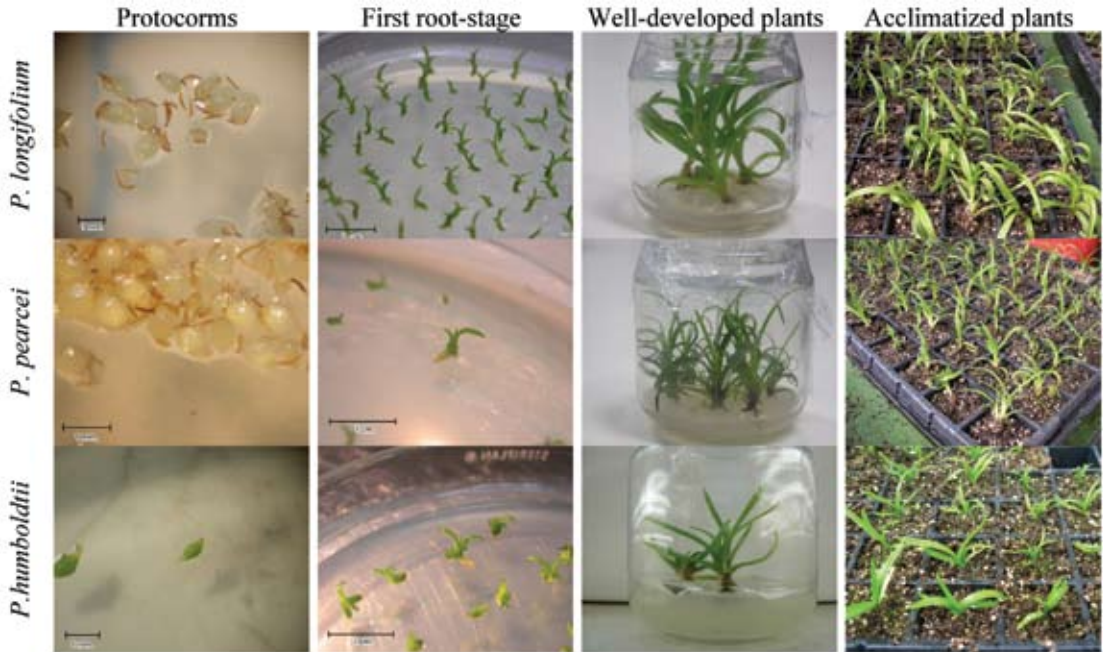 Protocorms First root-stage Well-developed plants Acclimatized plants
P. longifolium
P. pearcei
P.humboldtii